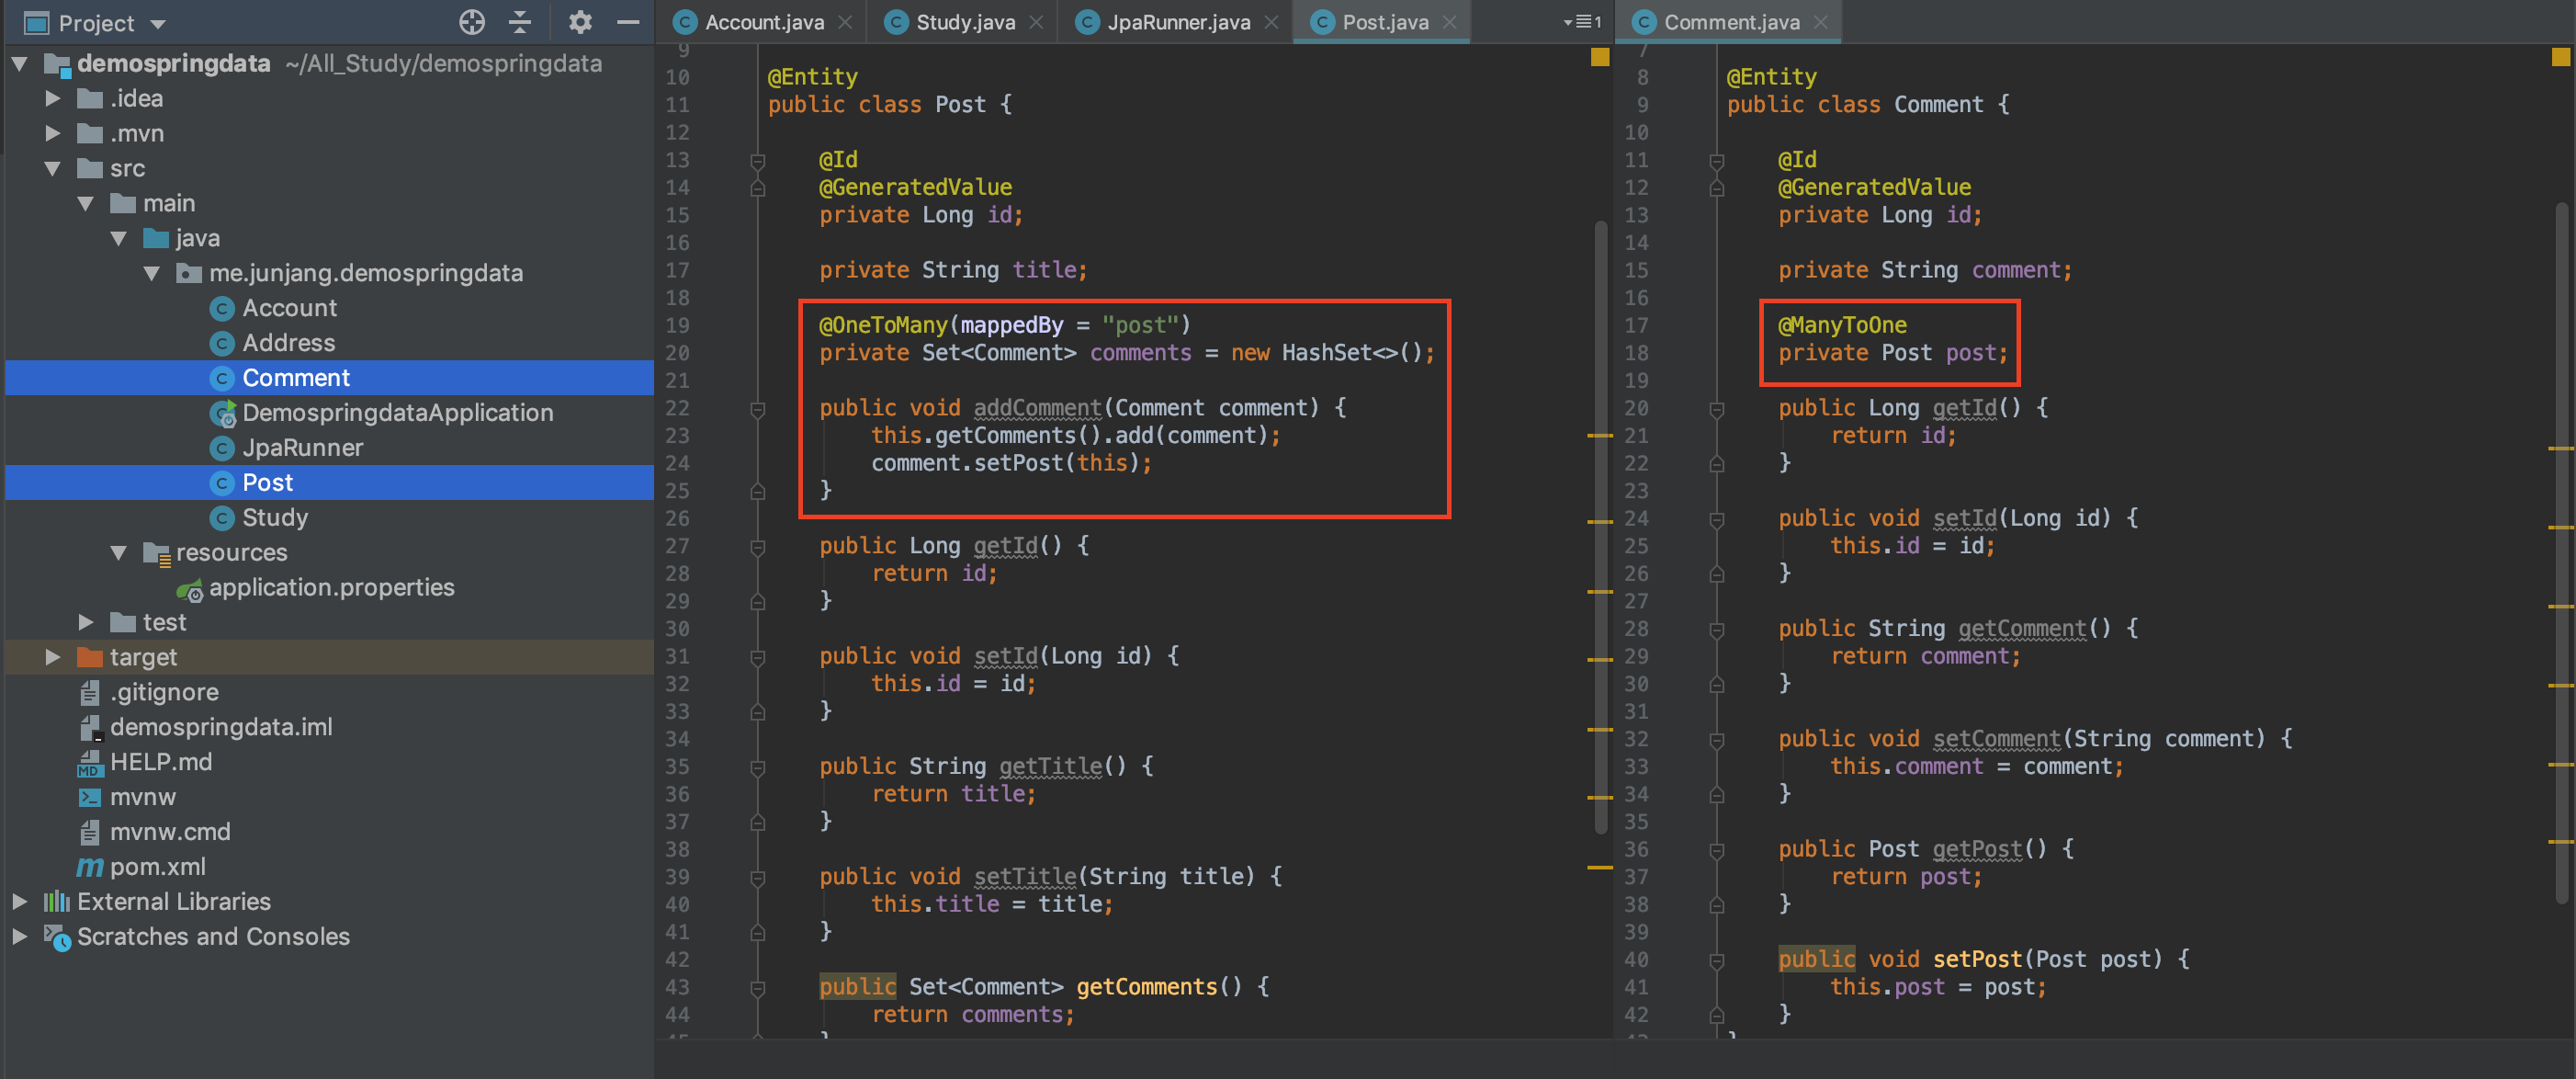 Project
demospringdata ~/All_Study/demospringdata
.idea
.mvn
src
main
java
me.junjang.demospringdata
Account
Address
Comment
DemospringdataApplication
JpaRunner
Post
Study
resources
application.properties
test
target
.gitignore
demospringdata.iml
MD HELP.md
mvnw
mvnw.cmd
m pom.xml
External Libraries
Scratches and Consoles
C Account.java C Study.java C JpaRunner.java C Post.java 1
9
10 @Entity
11 public class Post {
12
13 @Id
14 @GeneratedValue
15 private Long id;
16
17 private String title;
18
19 @OneToMany(mappedBy = "post")
20 private Set<Comment> comments = new HashSet<>();
21
22 public void addComment(Comment comment) {
23 this.getComments().add(comment);
24 comment.setPost(this);
25 }
26
27 public Long getId() {
28 return id;
29 }
30
31 public void setId(Long id) {
32 this.id = id;
33 }
34
35 public String getTitle() {
36 return title;
37 }
38
39 public void setTitle(String title) {
40 this.title = title;
41 }
42
43 public Set<Comment> getComments() {
44 return comments;
C Comment.java
7
8 @Entity
9 public class Comment {
10
11 @Id
12 @GeneratedValue
13 private Long id;
14
15 private String comment;
16
17 @ManyToOne
18 private Post post;
19
20 public Long getId() {
21 return id;
22 }
23
24 public void setId(Long id) {
25 this.id = id;
26 }
27
28 public String getComment() {
29 return comment;
30 }
31
32 public void setComment(String comment) {
33 this.comment = comment;
34 }
35
36 public Post getPost() {
37 return post;
38 }
39
40 public void setPost(Post post) {
41 this.post = post;
42 }